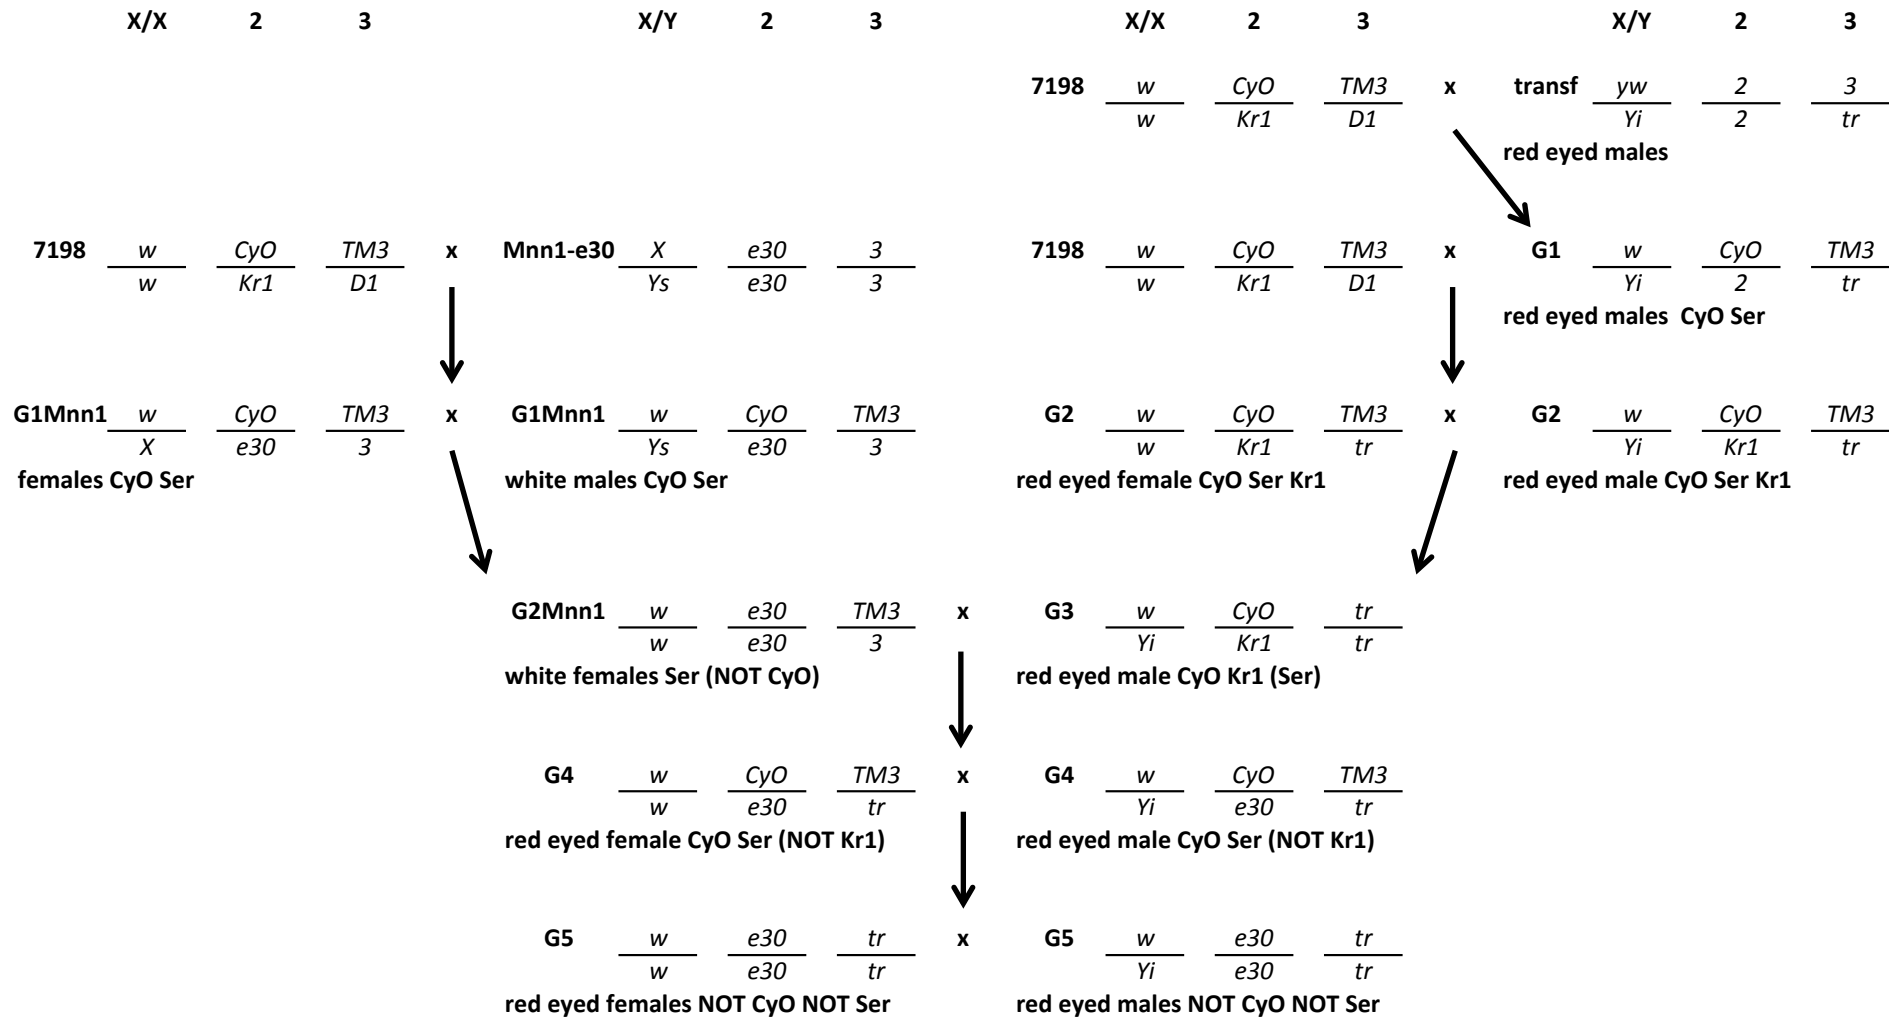 X/X 2 3 X/Y 2 3 X/X 2 3 X/Y 2 3
7198 w CyO TM3 x transf yw 2 3
w Kr1 D1 Yi 2 tr
red eyed males
7198 w CyO TM3 x Mnn1-e30 X e30 3 7198 w CyO TM3 x G1 w CyO TM3
w Kr1 D1 Ys e30 3 w Kr1 D1 Yi 2 tr
red eyed males CyO Ser
G1Mnn1 w CyO TM3 x G1Mnn1 w CyO TM3 G2 w CyO TM3 x G2 w CyO TM3
X e30 3 Ys e30 3 w Kr1 tr Yi Kr1 tr
females CyO Ser white males CyO Ser red eyed female CyO Ser Kr1 red eyed male CyO Ser Kr1
G2Mnn1 w e30 TM3 x G3 w CyO tr
w e30 3 Yi Kr1 tr
white females Ser (NOT CyO) red eyed male CyO Kr1 (Ser)
G4 w CyO TM3 x G4 w CyO TM3
w e30 tr Yi e30 tr
red eyed female CyO Ser (NOT Kr1) red eyed male CyO Ser (NOT Kr1)
G5 w e30 tr x G5 w e30 tr
w e30 tr Yi e30 tr
red eyed females NOT CyO NOT Ser red eyed males NOT CyO NOT Ser